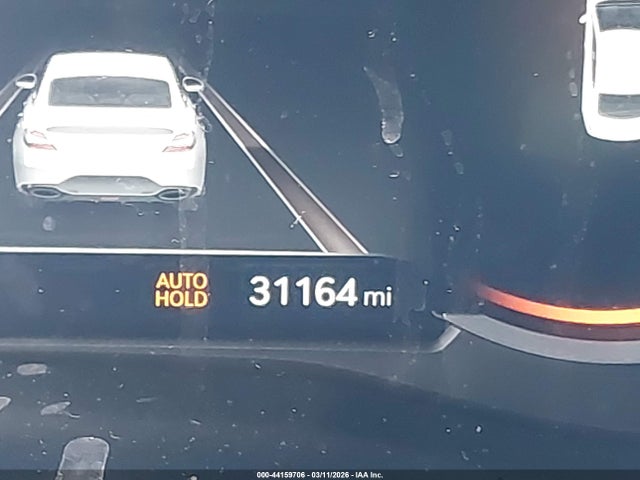 AUTO
HOLD
31164 mi
000-44159706 - 03/11/2026 - IAA Inc.